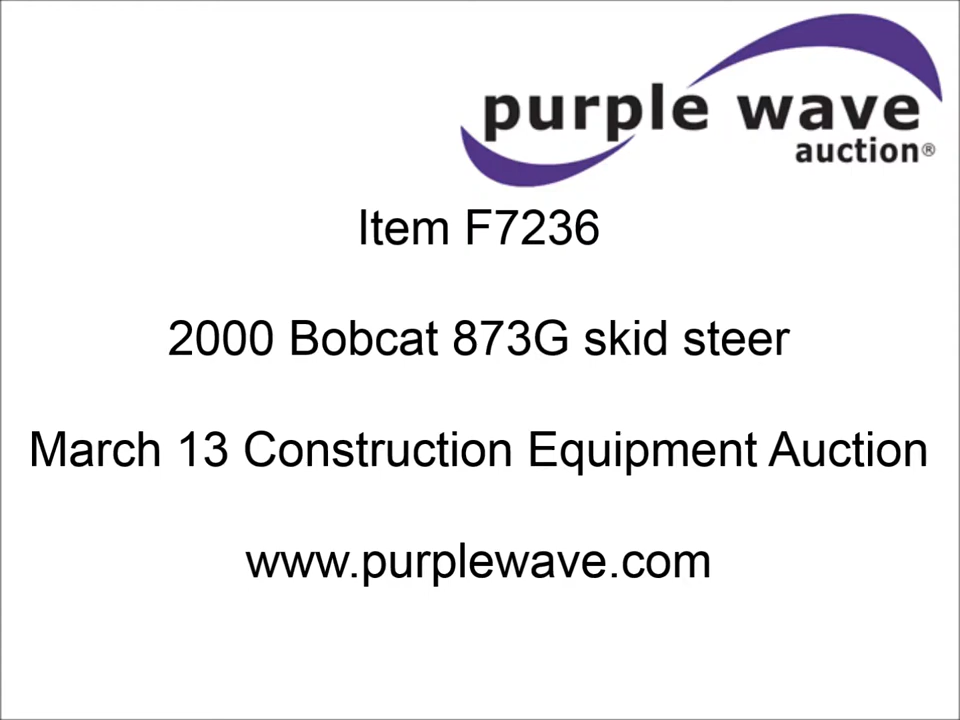 purple wave
auction®
Item F7236
2000 Bobcat 873G skid steer
March 13 Construction Equipment Auction
www.purplewave.com